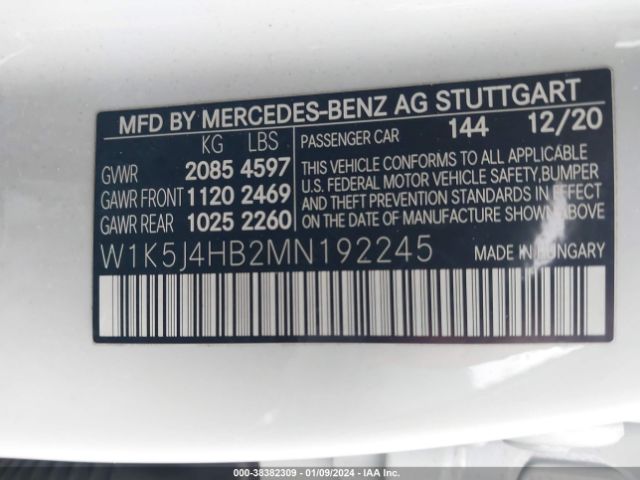 MFD BY MERCEDES-BENZ AG STUTTGART
KG LBS PASSENGER CAR 144 12/20
GVWR 2085 4597
GAWR FRONT 1120 2469
GAWR REAR 1025 2260
THIS VEHICLE CONFORMS TO ALL APPLICABLE
U.S. FEDERAL MOTOR VEHICLE SAFETY, BUMPER
AND THEFT PREVENTION STANDARDS IN EFFECT
ON THE DATE OF MANUFACTURE SHOWN ABOVE.
W1K5J4HB2MN192245 MADE IN HUNGARY
000-38382309 - 01/09/2024 - IAA, Inc.